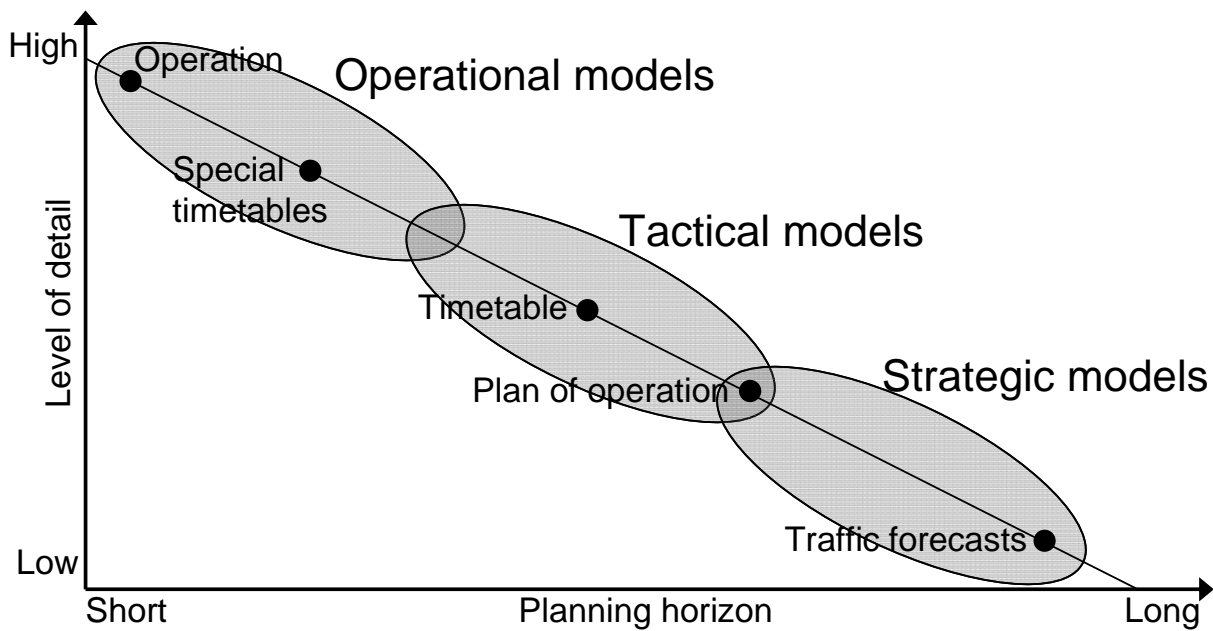 High
Operation
Operational models
Special
timetables
Tactical models
Level of detail
Timetable
Strategic models
Plan of operation
Traffic forecasts
Low
Short
Planning horizon
Long